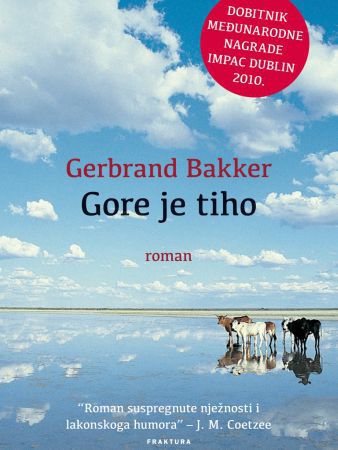 DOBITNIK
MEĐUNARODNE
NAGRADE
IMPAC DUBLIN
2010.
Gerbrand Bakker
Gore je tiho
roman
“Roman suspregnute nježnosti i
lakonskoga humora” – J. M. Coetzee
FRAKTURA